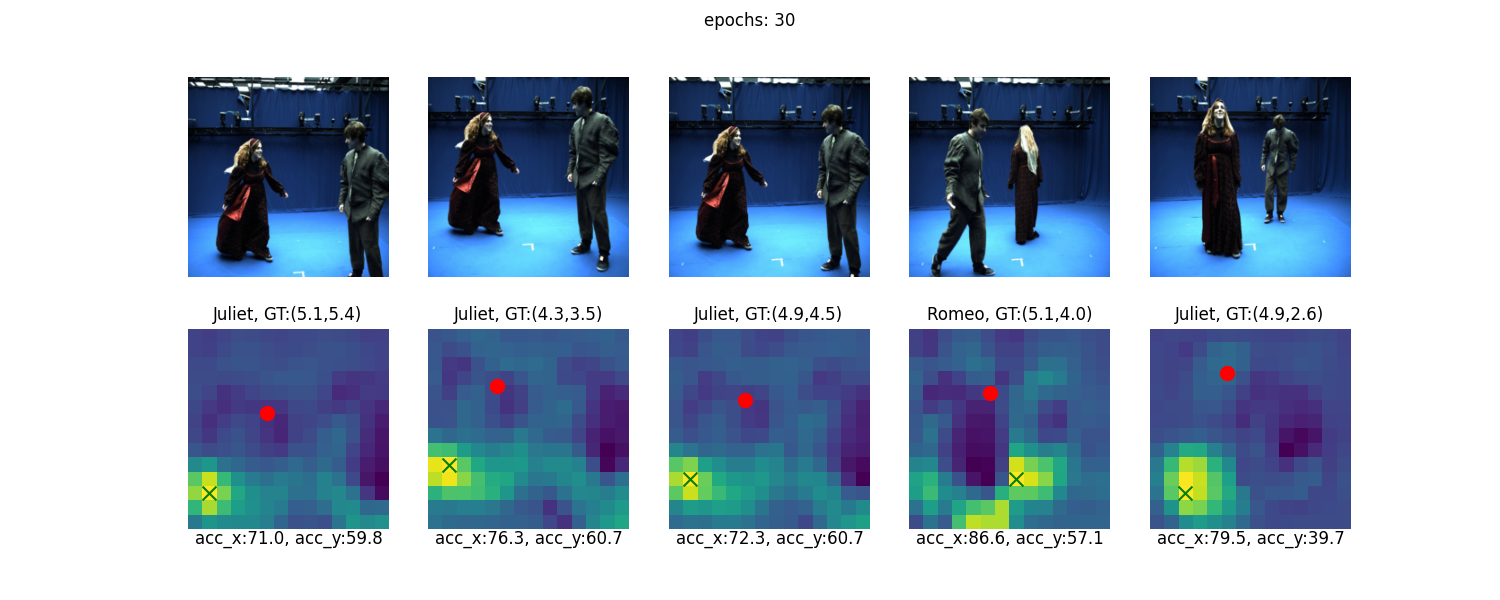 epochs: 30
Juliet, GT:(5.1,5.4)
Juliet, GT:(4.3,3.5)
Juliet, GT:(4.9,4.5)
Romeo, GT:(5.1,4.0)
Juliet, GT:(4.9,2.6)
acc_x:71.0, acc_y:59.8
acc_x:76.3, acc_y:60.7
acc_x:72.3, acc_y:60.7
acc_x:86.6, acc_y:57.1
acc_x:79.5, acc_y:39.7